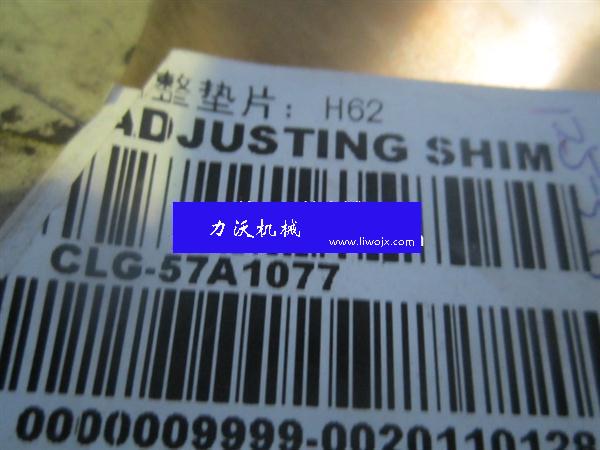 整垫片: H62
ADJUSTING SHIM
力沃机械
www.liwojx.com
CLG-57A1077
0000009999-0020110128